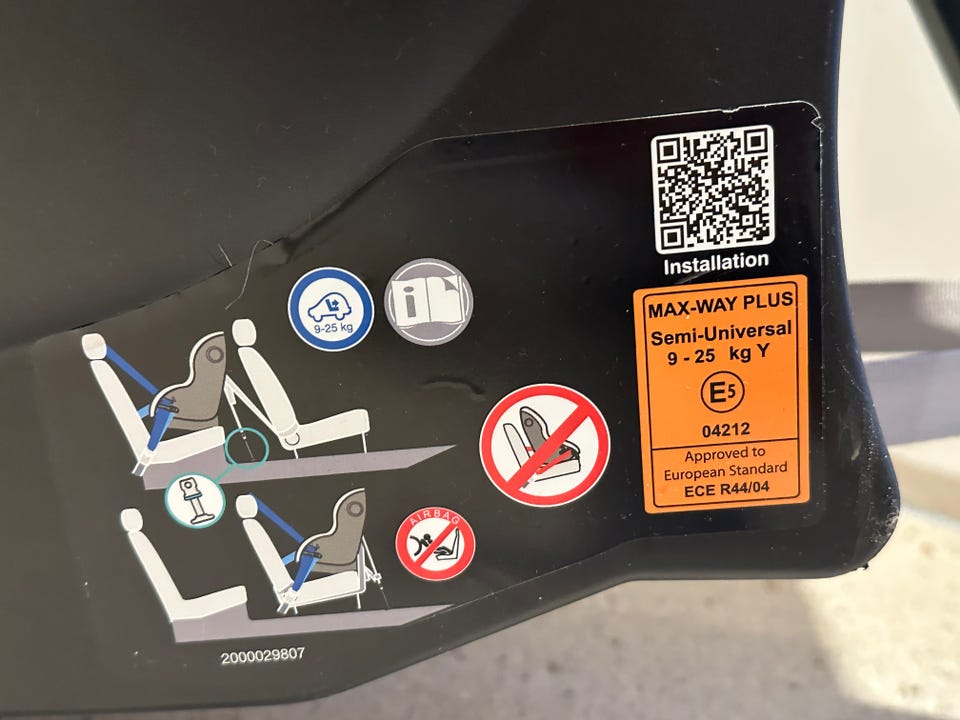 Installation
MAX-WAY PLUS
Semi-Universal
9 - 25 kg Y
E5
04212
Approved to
European Standard
ECE R44/04
9-25 kg
i
AIRBAG
2000029807